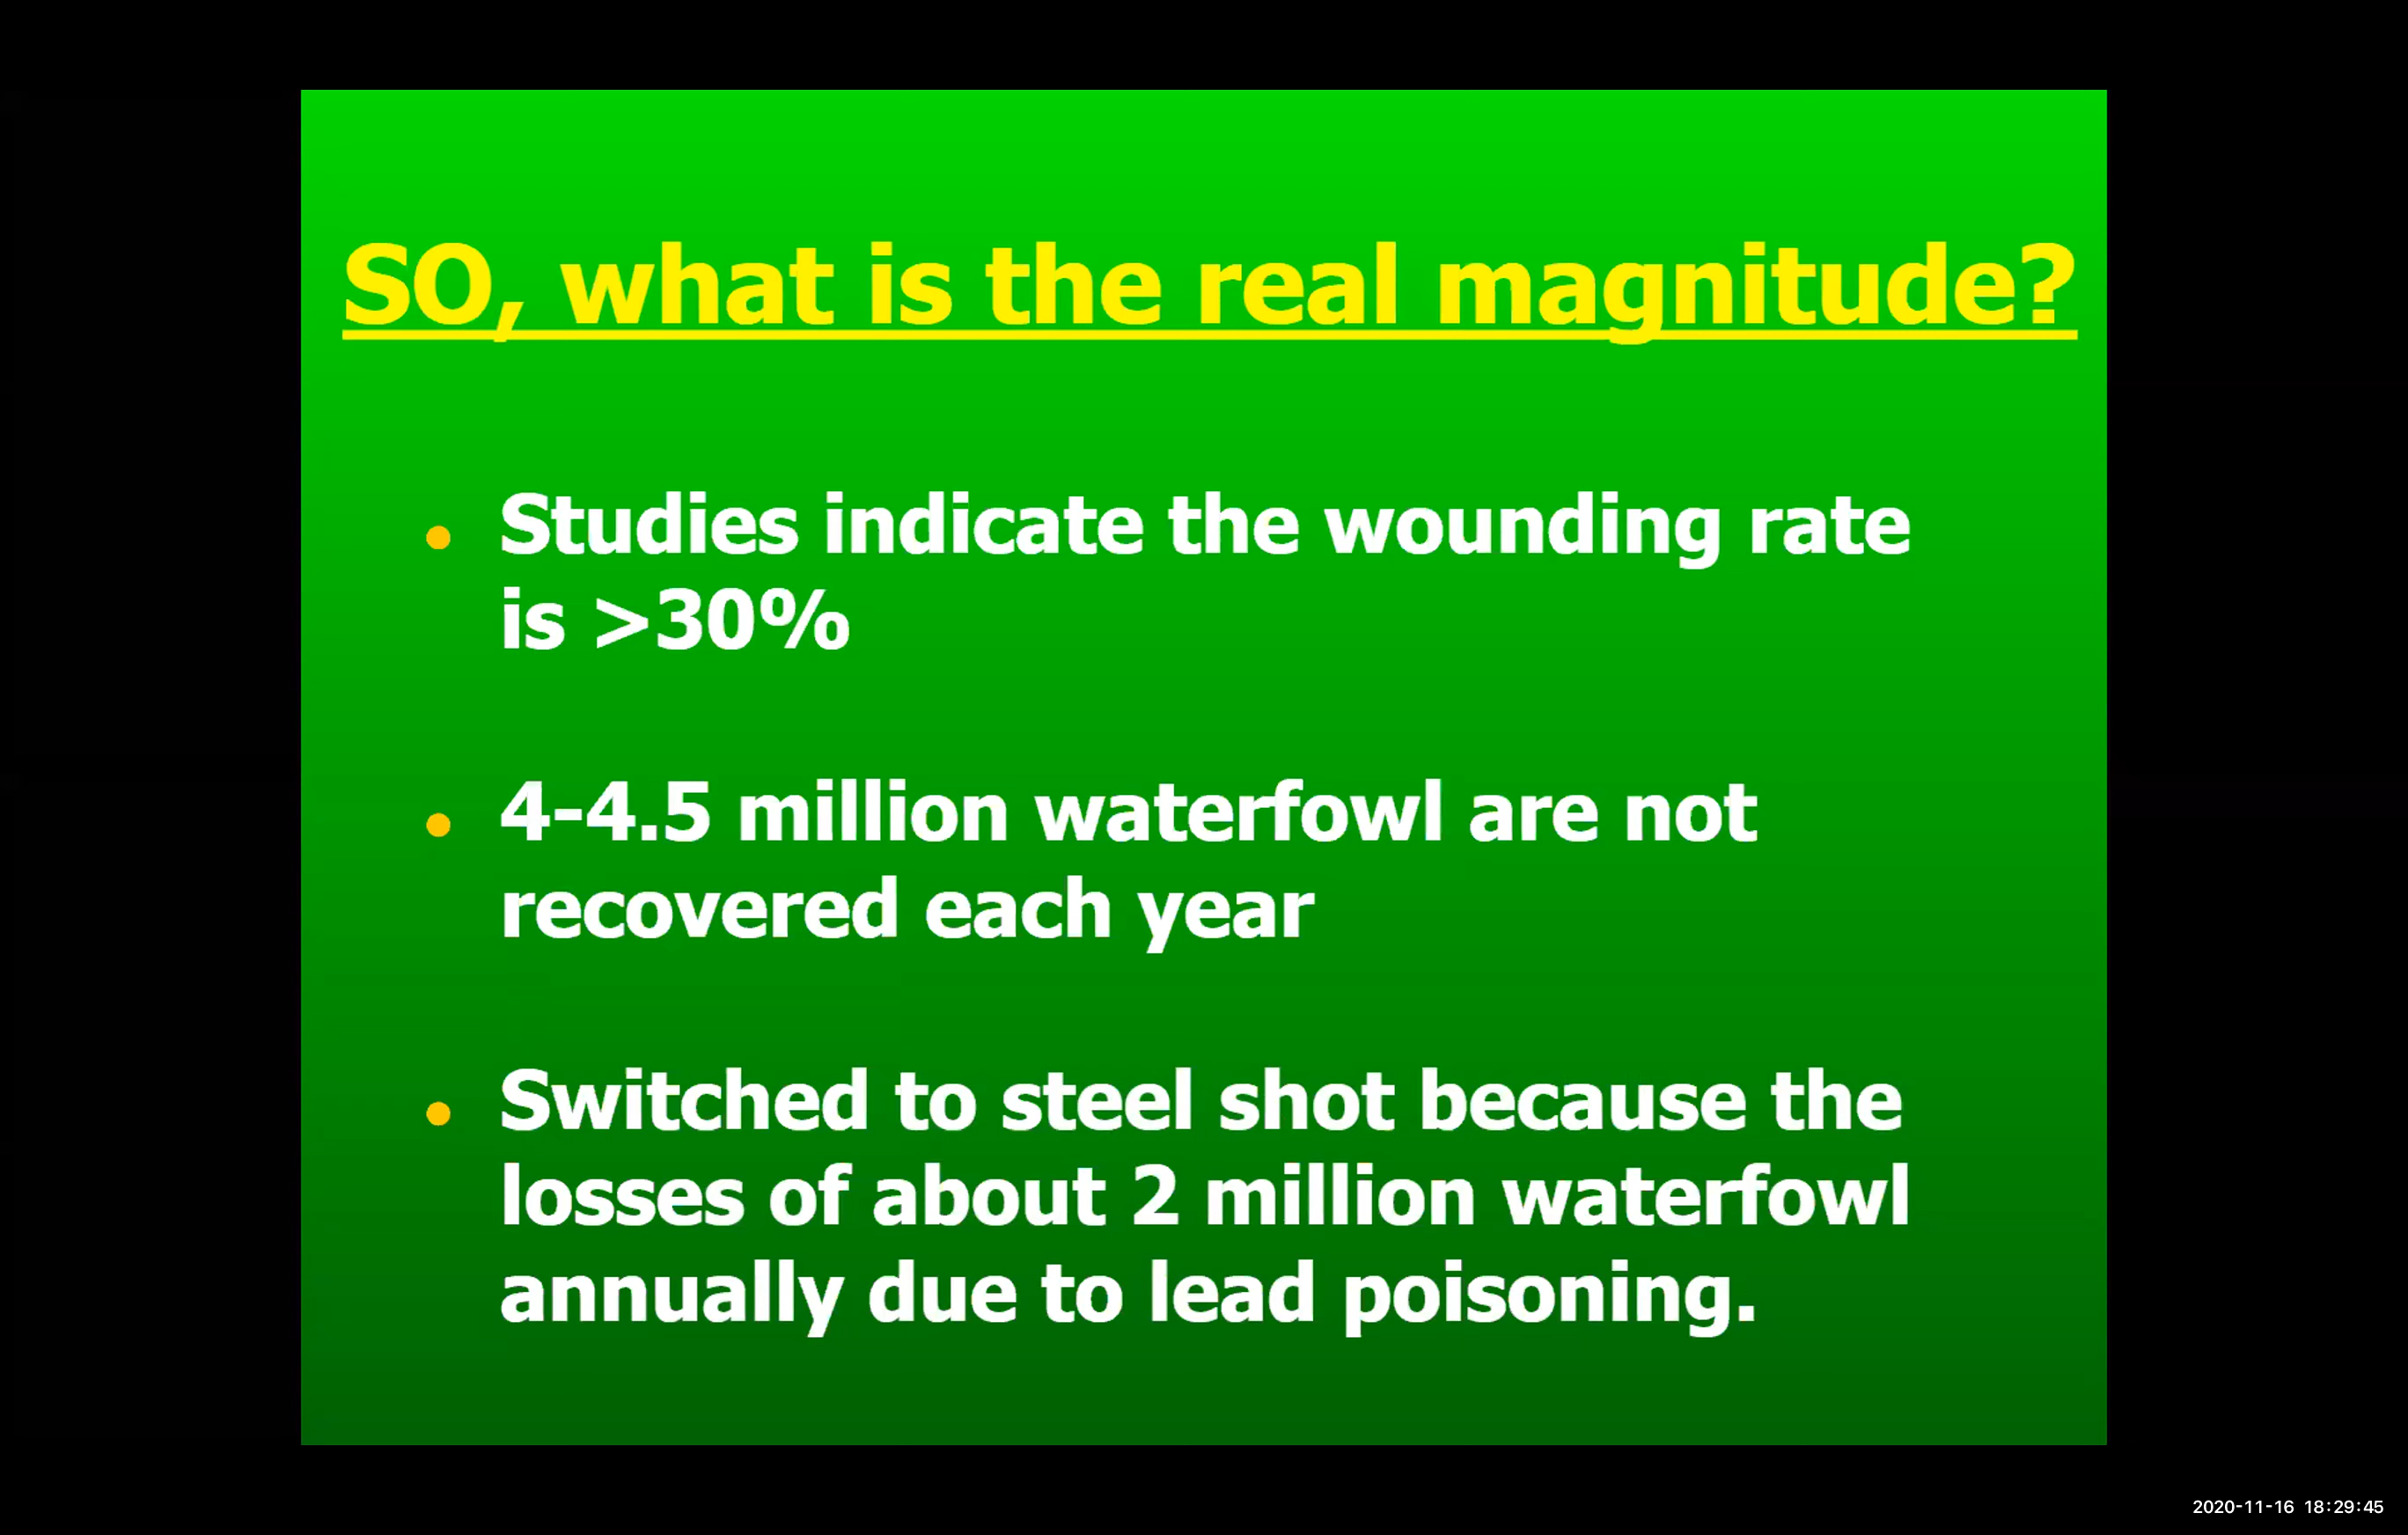 SO, what is the real magnitude?
• Studies indicate the wounding rate
is >30%
• 4-4.5 million waterfowl are not
recovered each year
• Switched to steel shot because the
losses of about 2 million waterfowl
annually due to lead poisoning.
2020-11-16 18:29:45